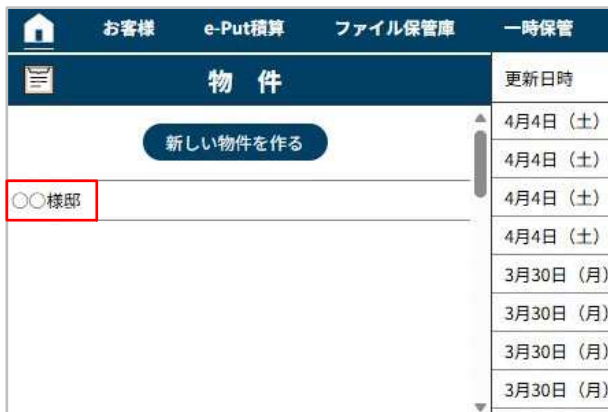 お客様 e-Put積算 ファイル保管庫 一時保管
物 件
新しい物件を作る
○○様邸
更新日時
4月4日（土）
4月4日（土）
4月4日（土）
4月4日（土）
3月30日（月）
3月30日（月）
3月30日（月）
3月30日（月）